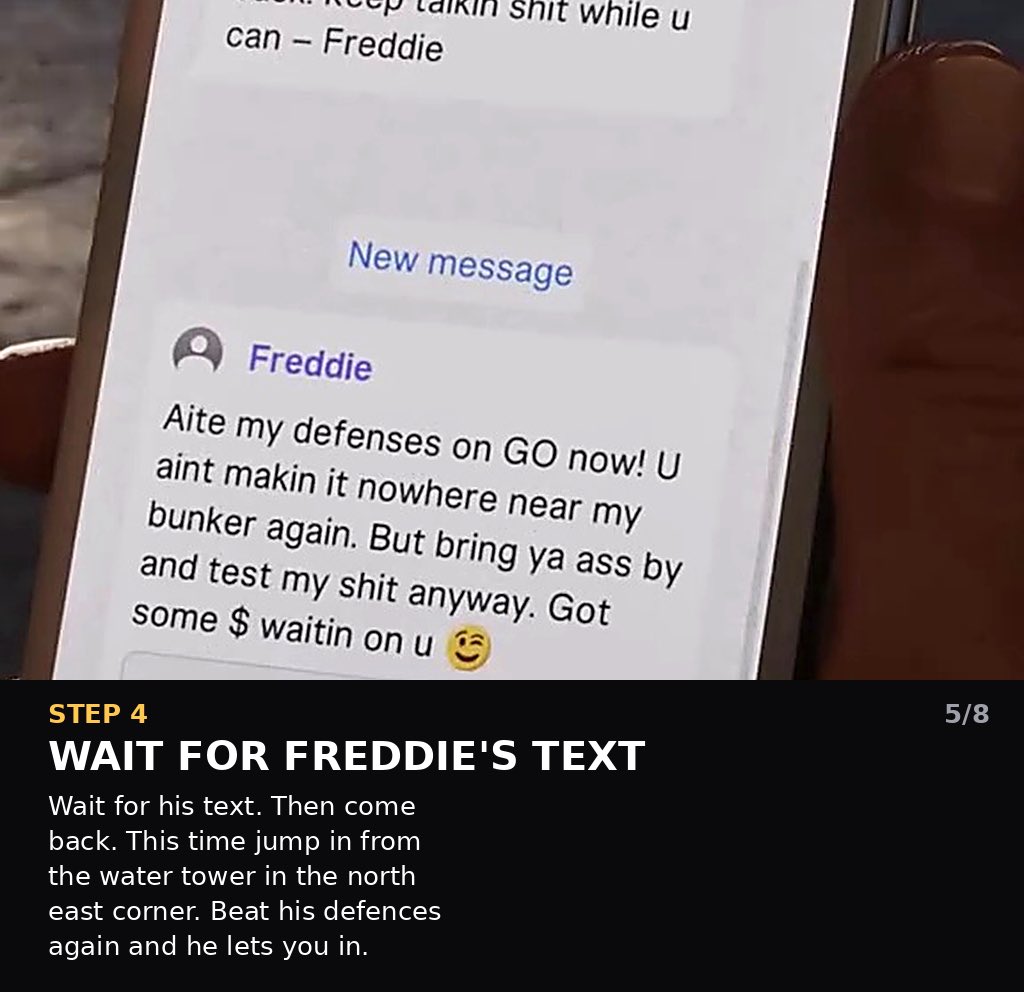 Keep talkin shit while u
can – Freddie
New message
Freddie
Aite my defenses on GO now! U
aint makin it nowhere near my
bunker again. But bring ya ass by
and test my shit anyway. Got
some $ waitin on u 😉
STEP 4
5/8
WAIT FOR FREDDIE'S TEXT
Wait for his text. Then come
back. This time jump in from
the water tower in the north
east corner. Beat his defences
again and he lets you in.